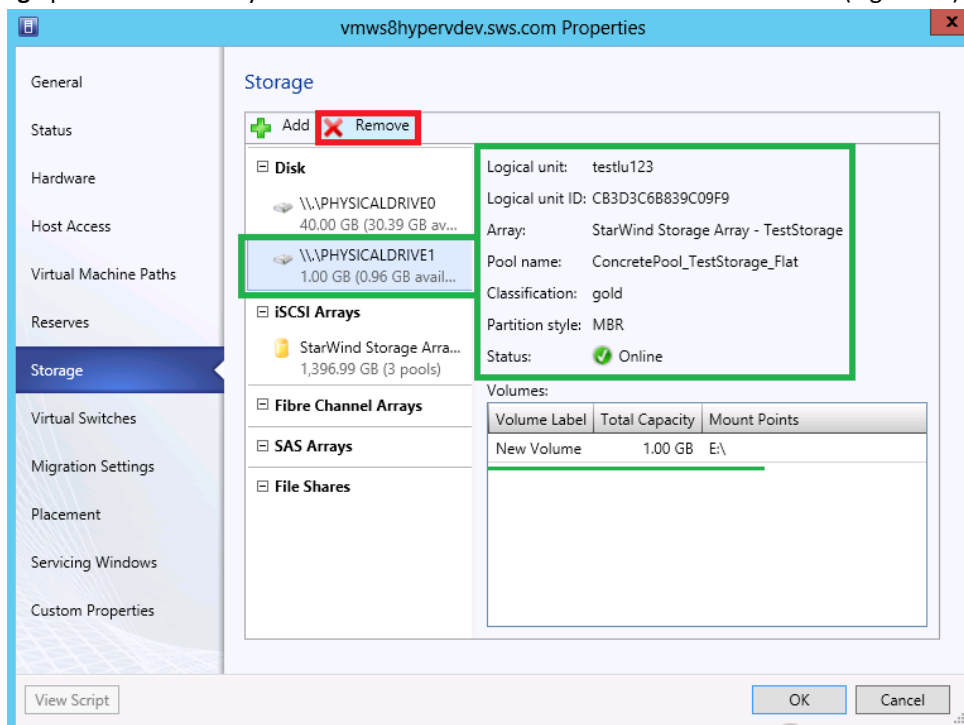 vmws8hypervdev.sws.com Properties
x
General
Status
Hardware
Host Access
Virtual Machine Paths
Reserves
Storage
Virtual Switches
Migration Settings
Placement
Servicing Windows
Custom Properties
Storage
Add Remove
Disk
\\.\PHYSICALDRIVE0
40.00 GB (30.39 GB av...
\\.\PHYSICALDRIVE1
1.00 GB (0.96 GB avail...
iSCSI Arrays
StarWind Storage Arra...
1,396.99 GB (3 pools)
Fibre Channel Arrays
SAS Arrays
File Shares
Logical unit: testlu123
Logical unit ID: CB3D3C6B839C09F9
Array: StarWind Storage Array - TestStorage
Pool name: ConcretePool_TestStorage_Flat
Classification: gold
Partition style: MBR
Status: Online
Volumes:
Volume Label Total Capacity Mount Points
New Volume 1.00 GB E:\
View Script
OK Cancel